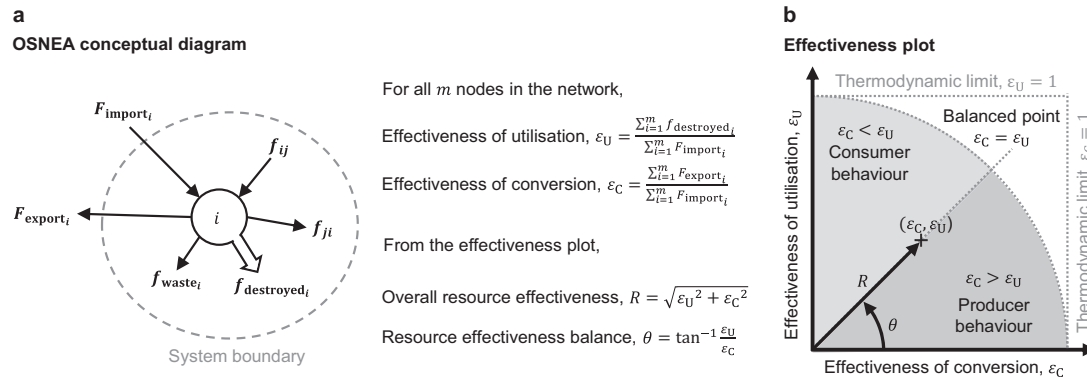 a
OSNEA conceptual diagram
F_import_i
f_ij
F_export_i
i
f_ji
f_waste_i
f_destroyed_i
System boundary
For all m nodes in the network,
Effectiveness of utilisation, ε_U = ∑_{i=1}^m f_destroyed_i / ∑_{i=1}^m F_import_i
Effectiveness of conversion, ε_C = ∑_{i=1}^m F_export_i / ∑_{i=1}^m F_import_i
From the effectiveness plot,
Overall resource effectiveness, R = √(ε_U² + ε_C²)
Resource effectiveness balance, θ = tan⁻¹ ε_U / ε_C
b
Effectiveness plot
Thermodynamic limit, ε_U = 1
Balanced point
ε_C = ε_U
ε_C < ε_U
Consumer
behaviour
(ε_C, ε_U)
R
θ
ε_C > ε_U
Producer
behaviour
Effectiveness of utilisation, ε_U
Thermodynamic limit, ε_C = 1
Effectiveness of conversion, ε_C